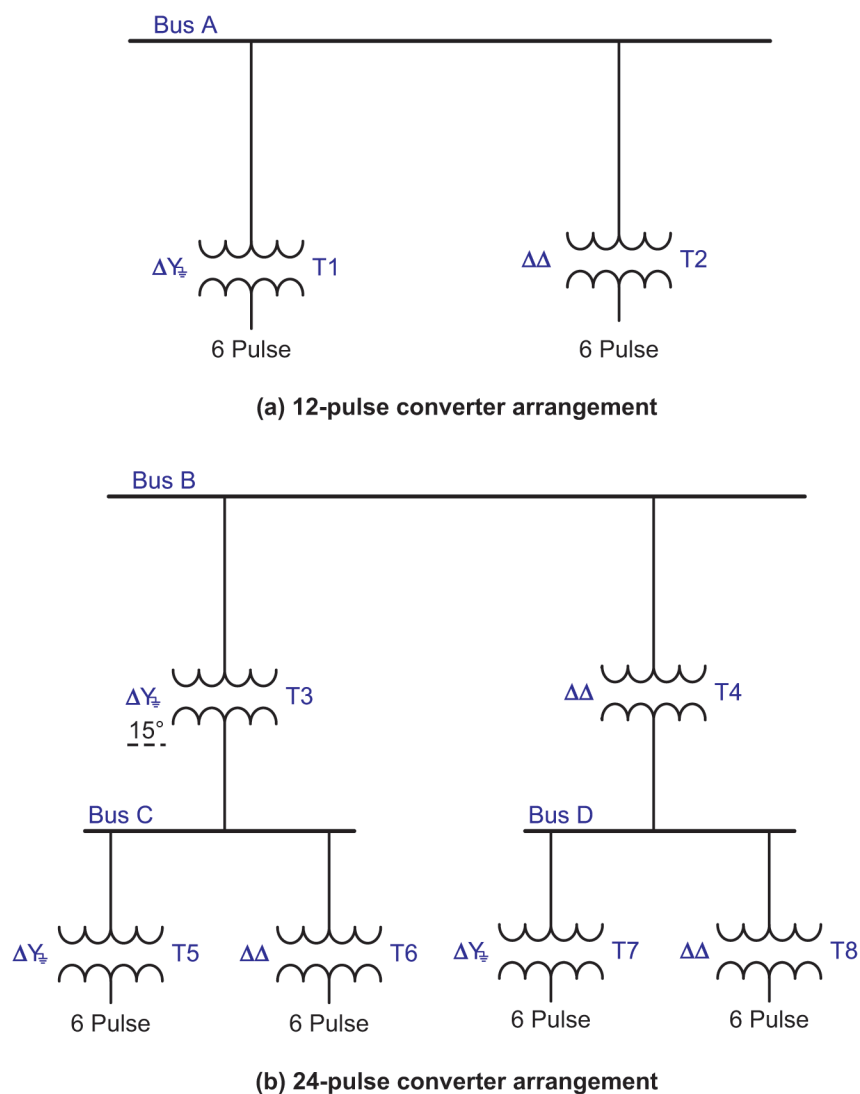 Bus A
ΔY T1
ΔΔ T2
6 Pulse
6 Pulse
(a) 12-pulse converter arrangement
Bus B
ΔY T3
15°
ΔΔ T4
Bus C
Bus D
ΔY T5
ΔΔ T6
ΔY T7
ΔΔ T8
6 Pulse
6 Pulse
6 Pulse
6 Pulse
(b) 24-pulse converter arrangement